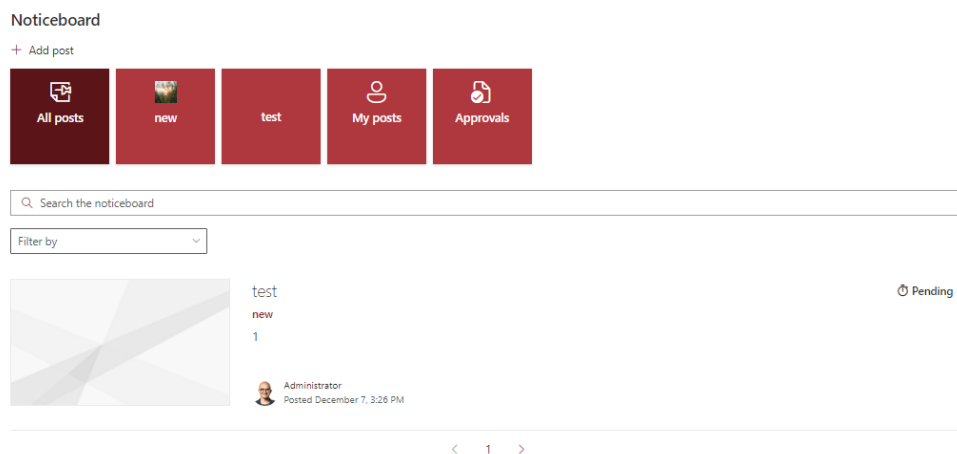 Noticeboard
+ Add post
All posts
new
test
My posts
Approvals
Search the noticeboard
Filter by
test
Pending
new
1
Administrator
Posted December 7, 3:26 PM
< 1 >